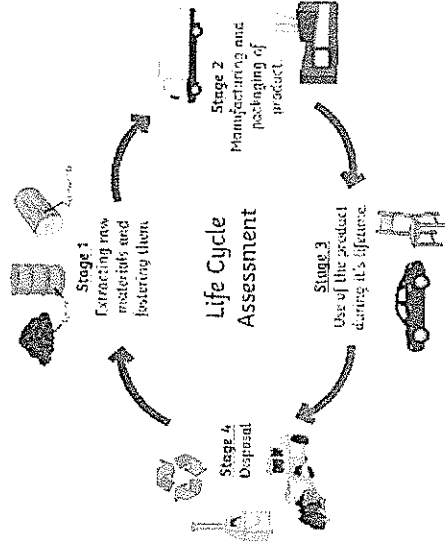 Stage 1
Extracting raw
materials and
fostering them
Stage 2
Manufacturing and
packaging of
product.
Life Cycle
Assessment
Stage 3
Use of the product
during it's lifetime.
Stage 4
Disposal